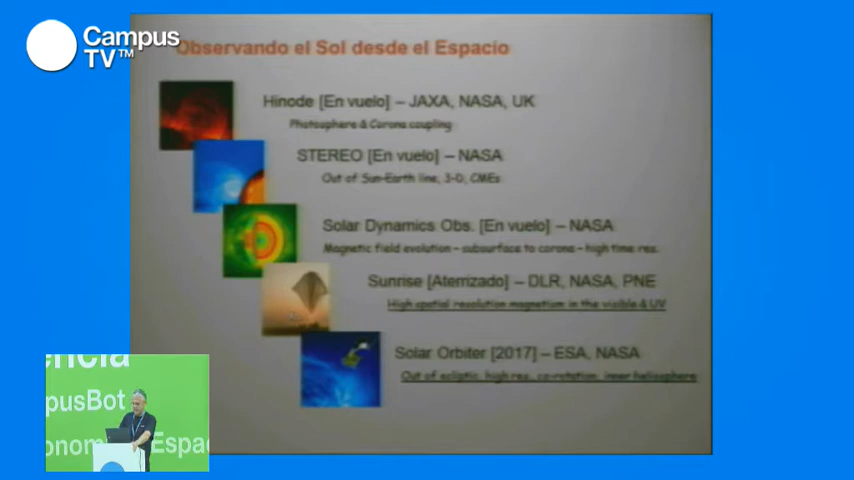 Campus
TV™
Observando el Sol desde el Espacio
Hinode [En vuelo] – JAXA, NASA, UK
Photosphere & Corona coupling
STEREO [En vuelo] – NASA
Out of Sun-Earth line, 3-D, CMEs
Solar Dynamics Obs. [En vuelo] – NASA
Magnetic field evolution – subsurface to corona – high time res.
Sunrise [Aterrizado] – DLR, NASA, PNE
High spatial resolution magnetism in the visible & UV
Solar Orbiter [2017] – ESA, NASA
Out of ecliptic, high res., co-rotation, inner heliosphere
encia
pusBot
onom Espac